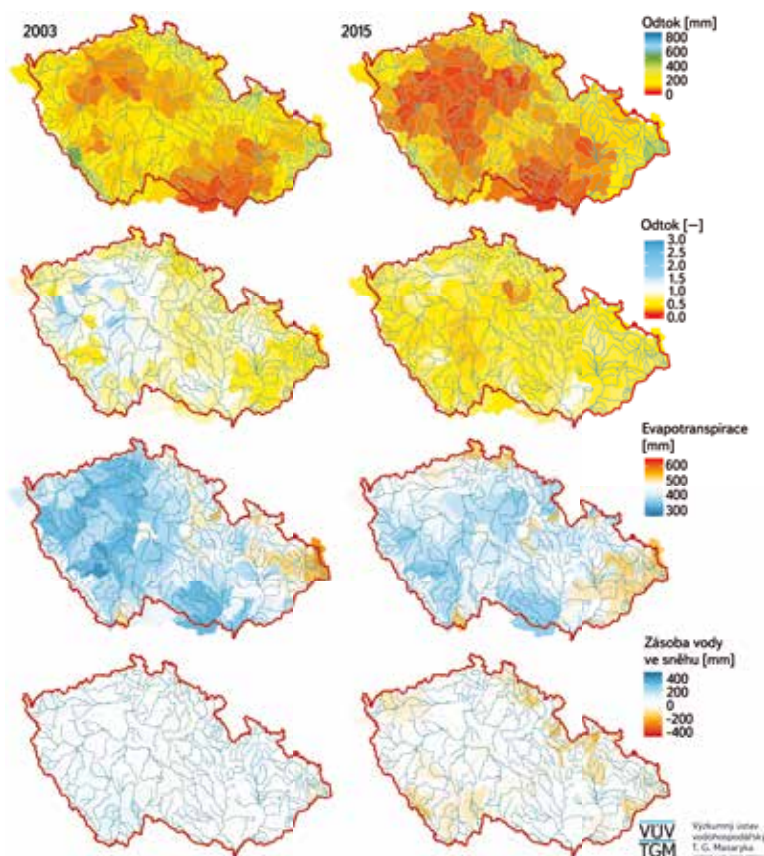 2003
2015
Odtok [mm]
800
600
400
200
0
Odtok [—]
3.0
2.5
2.0
1.5
1.0
0.5
0.0
Evapotranspirace
[mm]
600
500
400
300
Zásoba vody
ve sněhu [mm]
400
200
0
-200
-400
VÚV
TGM
Výzkumný ústav
vodohospodářský
T. G. Masaryka